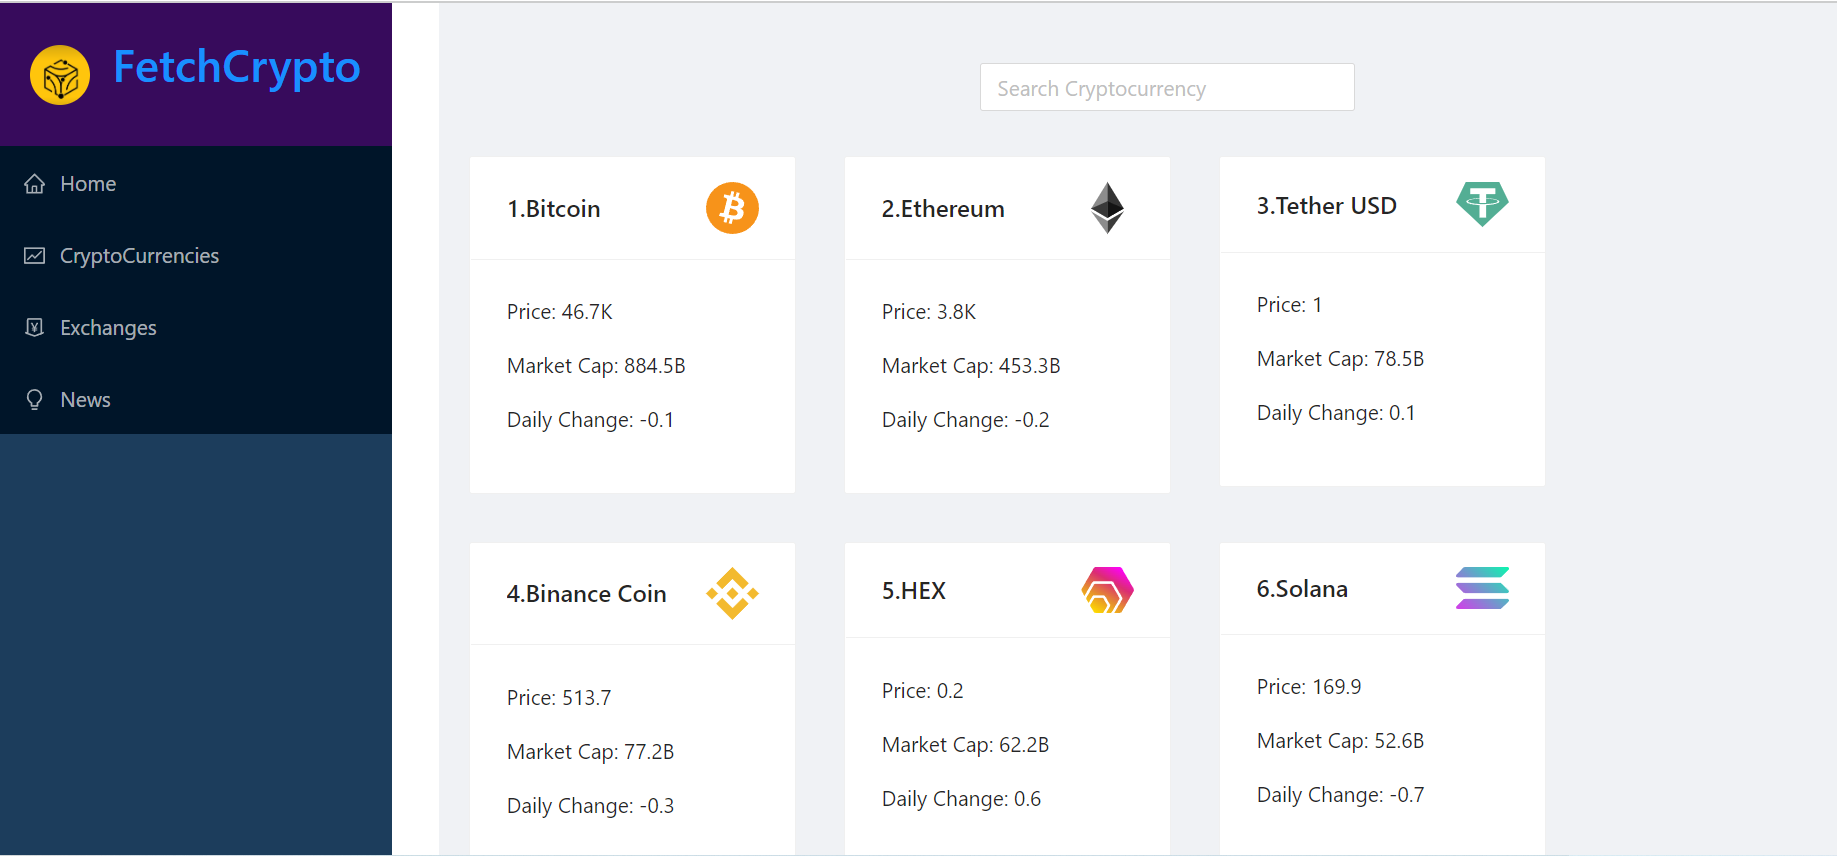 FetchCrypto
Home
CryptoCurrencies
Exchanges
News
Search Cryptocurrency
1.Bitcoin
Price: 46.7K
Market Cap: 884.5B
Daily Change: -0.1
2.Ethereum
Price: 3.8K
Market Cap: 453.3B
Daily Change: -0.2
3.Tether USD
Price: 1
Market Cap: 78.5B
Daily Change: 0.1
4.Binance Coin
Price: 513.7
Market Cap: 77.2B
Daily Change: -0.3
5.HEX
Price: 0.2
Market Cap: 62.2B
Daily Change: 0.6
6.Solana
Price: 169.9
Market Cap: 52.6B
Daily Change: -0.7